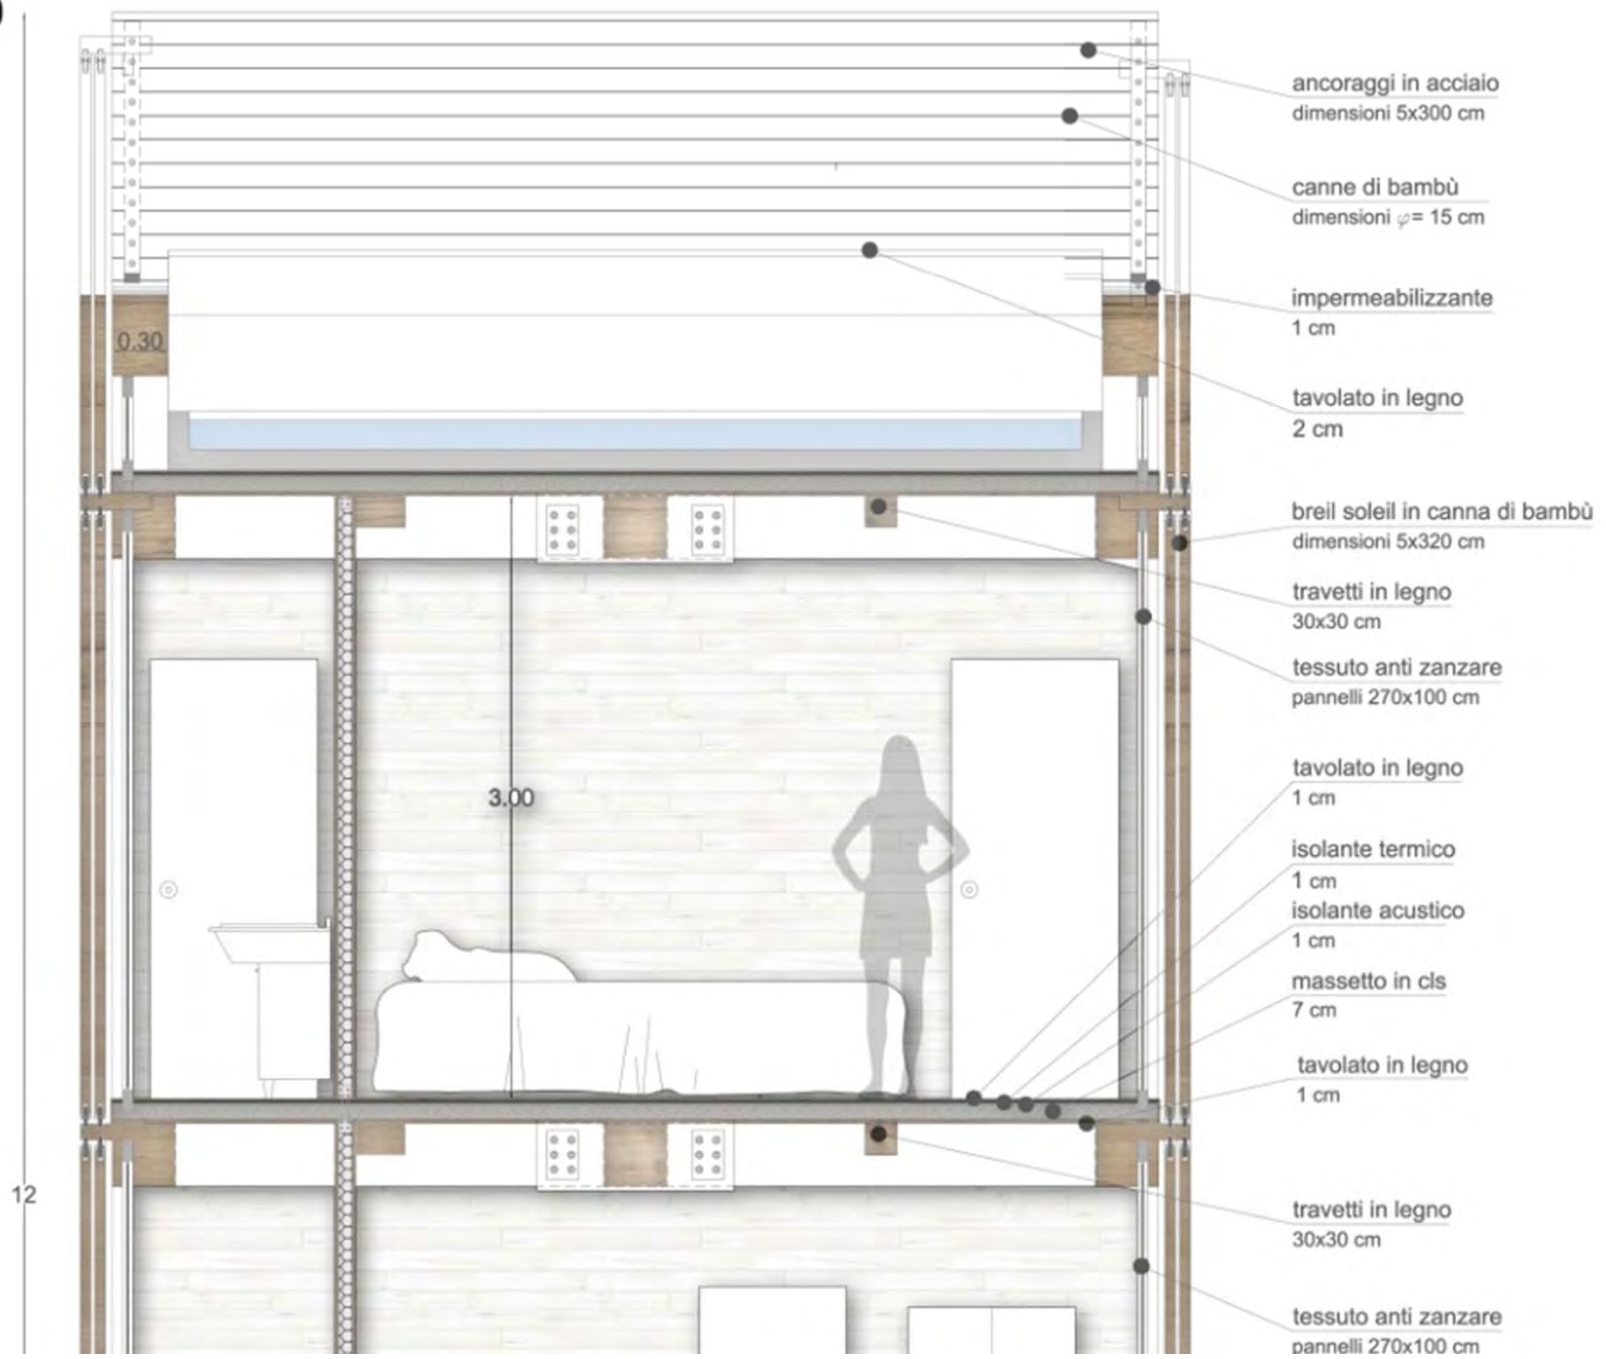 ancoraggi in acciaio
dimensioni 5x300 cm
canne di bambù
dimensioni φ= 15 cm
impermeabilizzante
1 cm
0.30
tavolato in legno
2 cm
breil soleil in canna di bambù
dimensioni 5x320 cm
travetti in legno
30x30 cm
tessuto anti zanzare
pannelli 270x100 cm
tavolato in legno
1 cm
3.00
isolante termico
1 cm
isolante acustico
1 cm
massetto in cls
7 cm
tavolato in legno
1 cm
12
travetti in legno
30x30 cm
tessuto anti zanzare
pannelli 270x100 cm